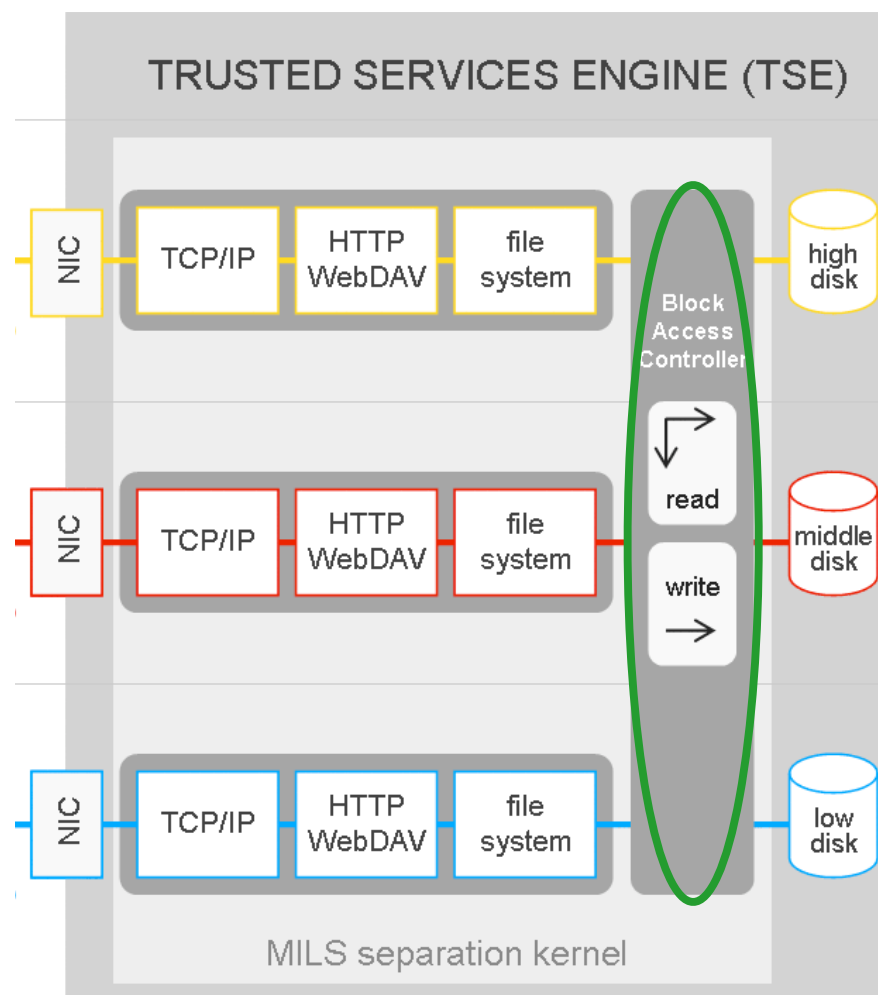 TRUSTED SERVICES ENGINE (TSE)
NIC
TCP/IP
HTTP
WebDAV
file
system
Block
Access
Controller
high
disk
read
write
NIC
TCP/IP
HTTP
WebDAV
file
system
middle
disk
NIC
TCP/IP
HTTP
WebDAV
file
system
low
disk
MILS separation kernel